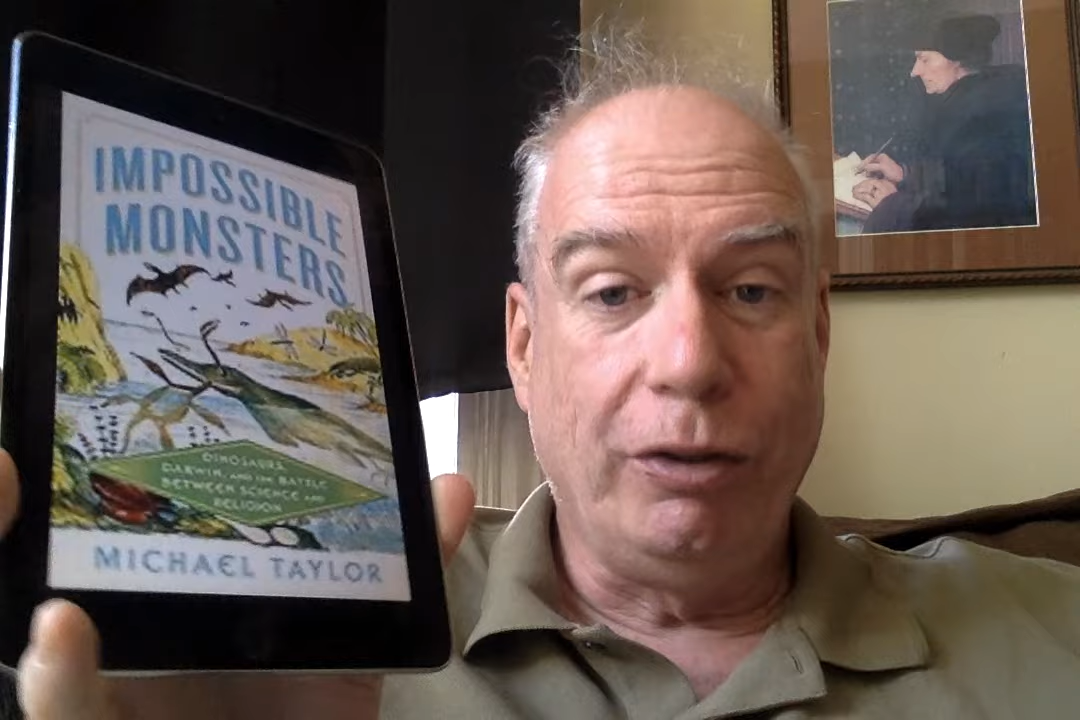 IMPOSSIBLE
MONSTERS
DINOSAURS,
DARWIN, AND THE BATTLE
BETWEEN SCIENCE AND
RELIGION
MICHAEL TAYLOR